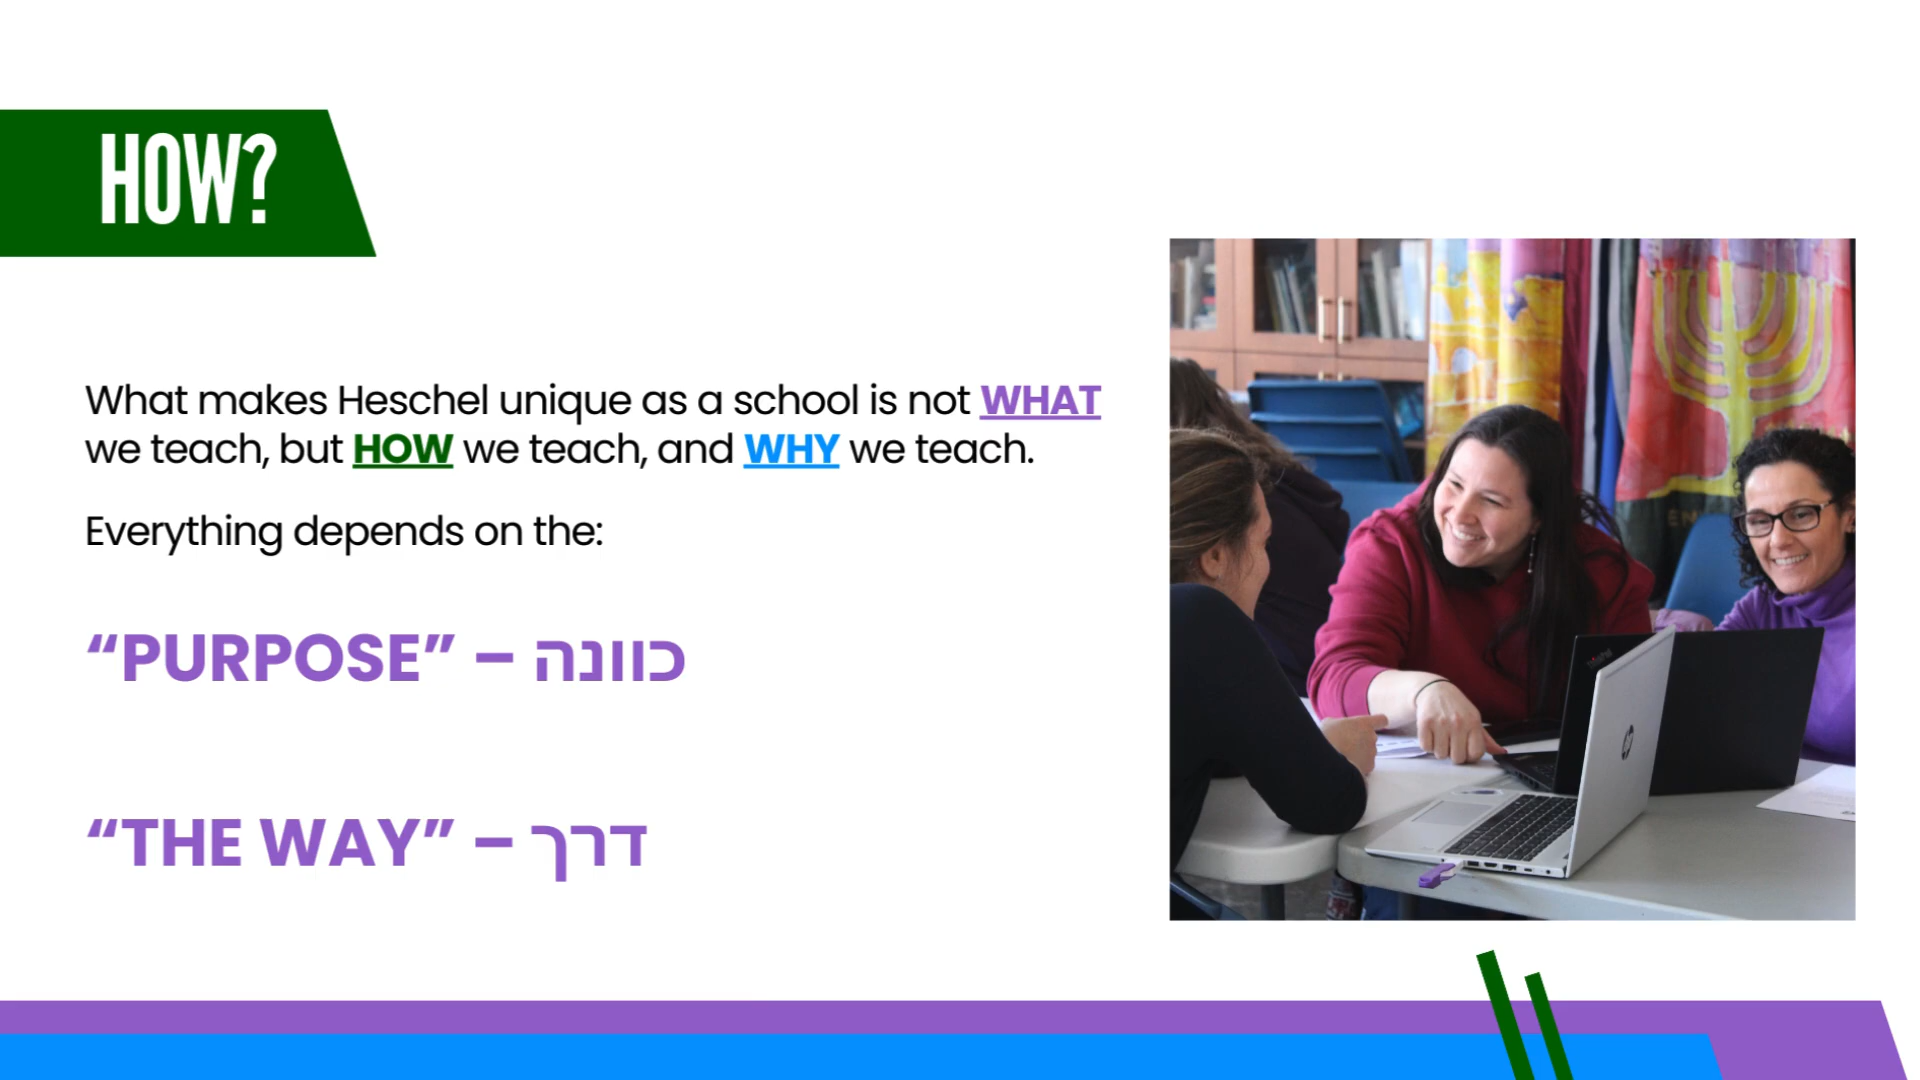 HOW?
What makes Heschel unique as a school is not WHAT
we teach, but HOW we teach, and WHY we teach.
Everything depends on the:
“PURPOSE” – כוונה
“THE WAY” – דרך
hp